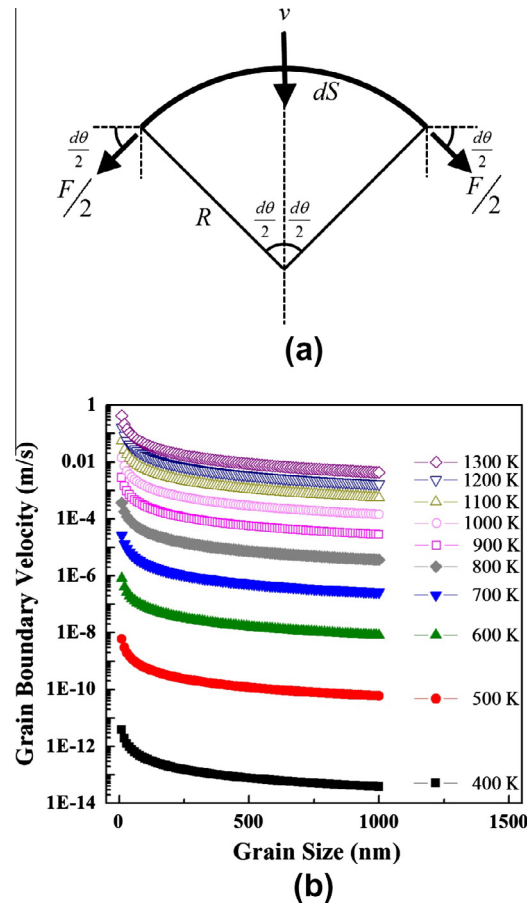 v
dS
dθ/2
dθ/2
F/2
F/2
R
dθ/2 dθ/2
(a)
1
0.01
1E-4
1E-6
1E-8
1E-10
1E-12
1E-14
Grain Boundary Velocity (m/s)
1300 K
1200 K
1100 K
1000 K
900 K
800 K
700 K
600 K
500 K
400 K
0 500 1000 1500
Grain Size (nm)
(b)